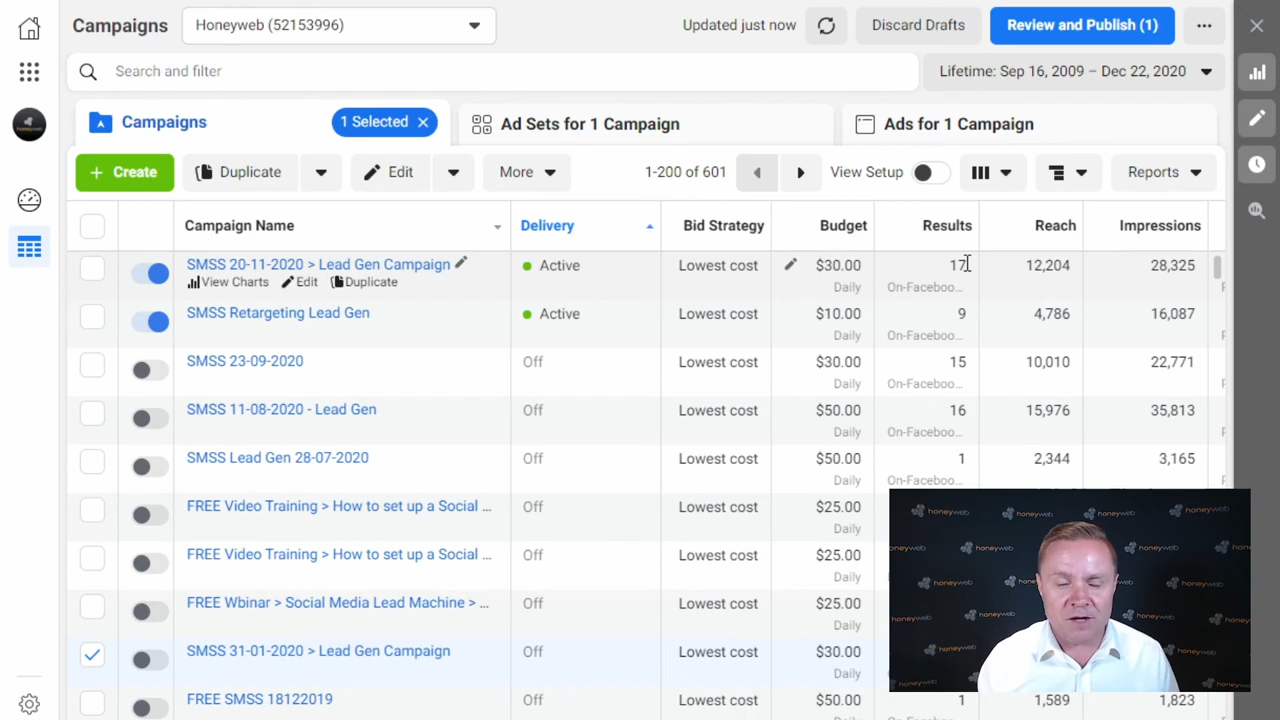 Campaigns
Honeyweb (52153996)
Updated just now
Discard Drafts
Review and Publish (1)
Search and filter
Lifetime: Sep 16, 2009 – Dec 22, 2020
Campaigns
1 Selected
Ad Sets for 1 Campaign
Ads for 1 Campaign
+ Create
Duplicate
Edit
More
1-200 of 601
View Setup
Reports
Campaign Name Delivery Bid Strategy Budget Results Reach Impressions
SMSS 20-11-2020 > Lead Gen Campaign Active Lowest cost $30.00 17 12,204 28,325
View Charts Edit Duplicate Daily On-Faceboo...
SMSS Retargeting Lead Gen Active Lowest cost $10.00 9 4,786 16,087
Daily On-Faceboo...
SMSS 23-09-2020 Off Lowest cost $30.00 15 10,010 22,771
Daily On-Faceboo...
SMSS 11-08-2020 - Lead Gen Off Lowest cost $50.00 16 15,976 35,813
Daily On-Faceboo...
SMSS Lead Gen 28-07-2020 Off Lowest cost $50.00 1 2,344 3,165
Daily On-Faceboo...
FREE Video Training > How to set up a Social ... Off Lowest cost $25.00
Daily
FREE Video Training > How to set up a Social ... Off Lowest cost $25.00
Daily
FREE Wbinar > Social Media Lead Machine > ... Off Lowest cost $25.00
Daily
SMSS 31-01-2020 > Lead Gen Campaign Off Lowest cost $30.00
Daily
FREE SMSS 18122019 Off Lowest cost $50.00 1 1,589 1,823
honeyweb
honeyweb
honeyweb
honeyweb
honeyweb
honeyweb
honeyweb
honeyweb
honeyweb